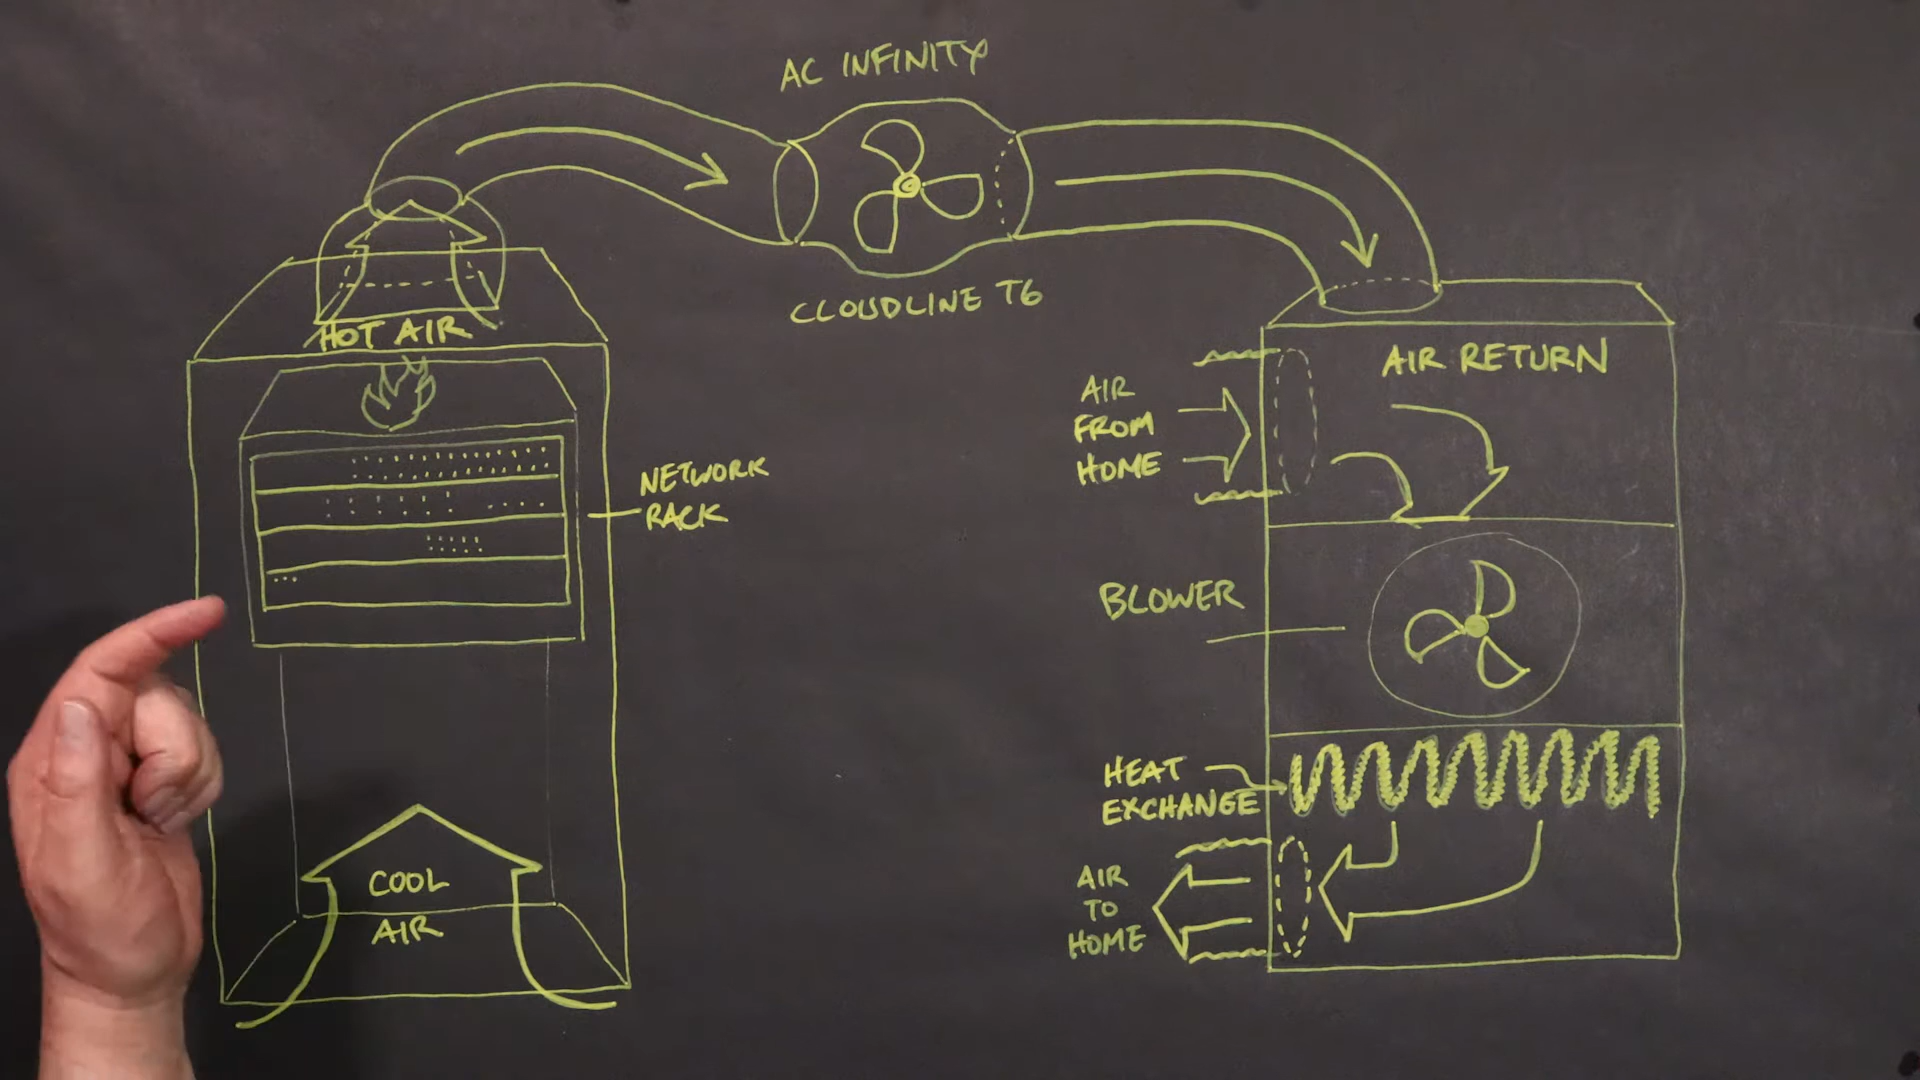 AC INFINITY
CLOUDLINE T6
HOT AIR
NETWORK
RACK
COOL
AIR
AIR RETURN
AIR
FROM
HOME
BLOWER
HEAT
EXCHANGE
AIR
TO
HOME